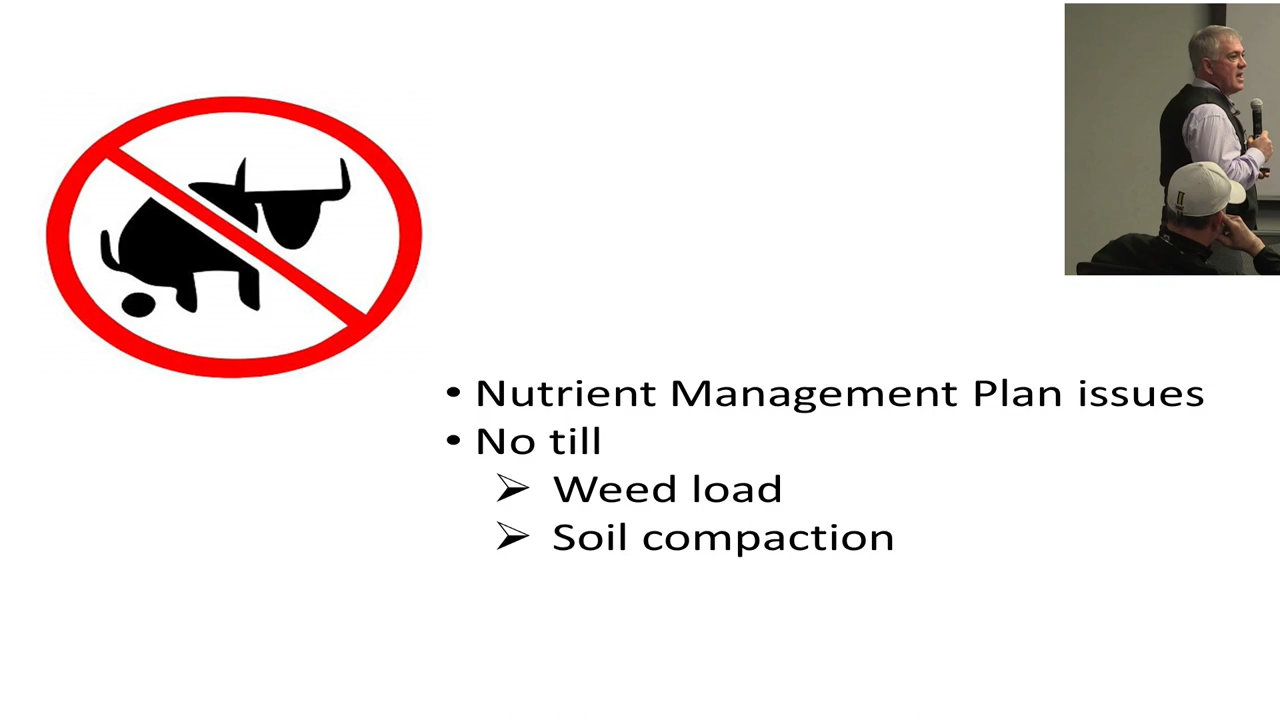 • Nutrient Management Plan issues
• No till
➢ Weed load
➢ Soil compaction